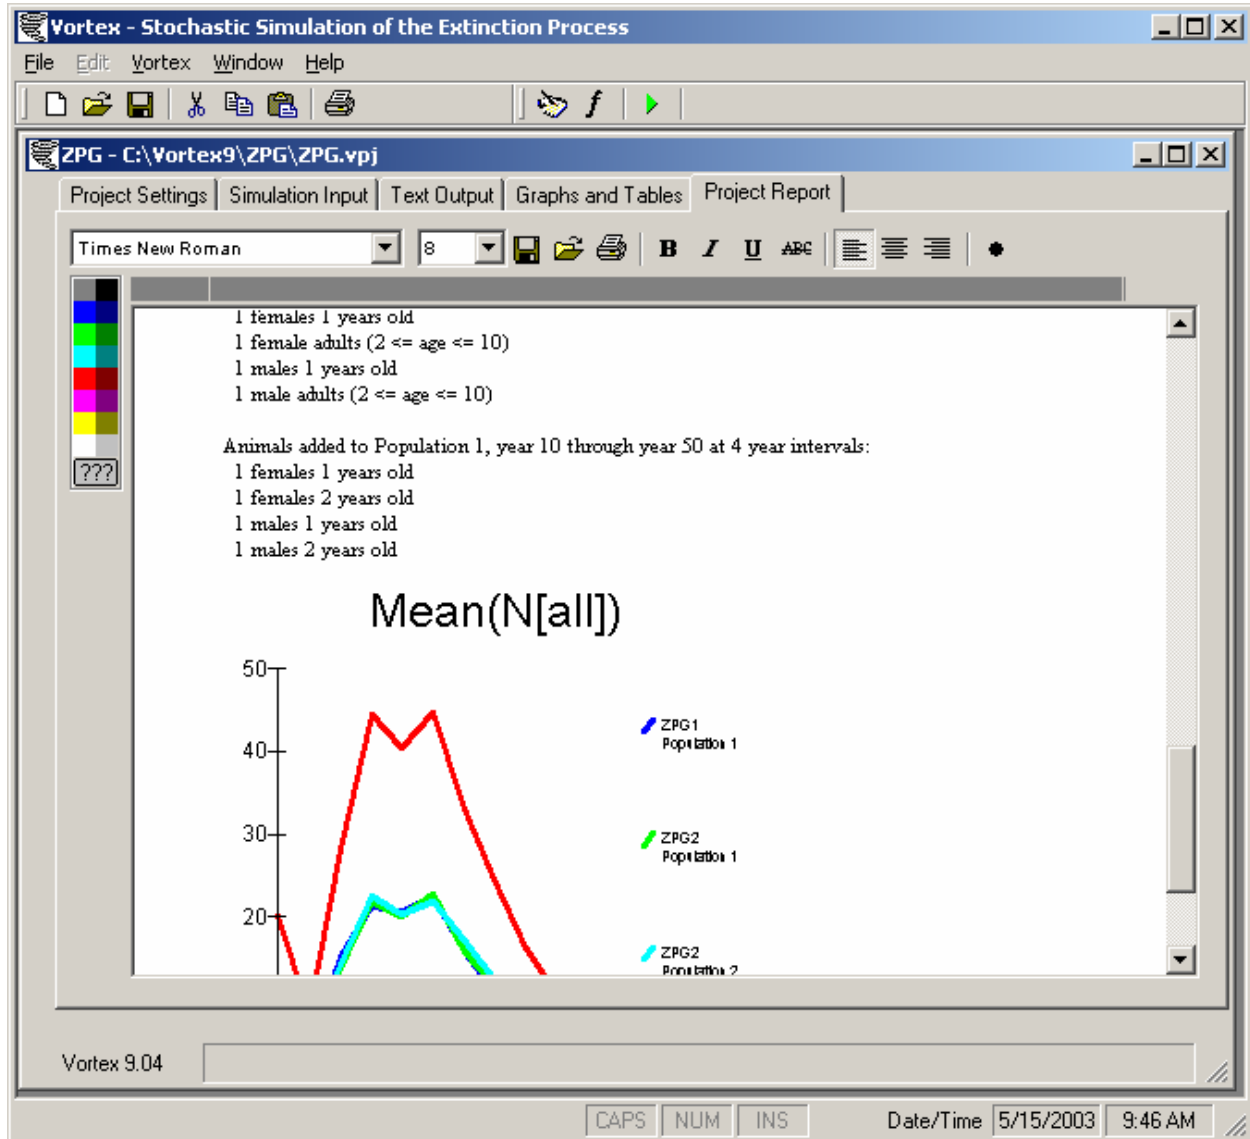 Vortex - Stochastic Simulation of the Extinction Process
File Edit Vortex Window Help
f
ZPG - C:\Vortex9\ZPG\ZPG.vpj
Project Settings Simulation Input Text Output Graphs and Tables Project Report
Times New Roman 8 B I U ABC
???
1 females 1 years old
1 female adults (2 <= age <= 10)
1 males 1 years old
1 male adults (2 <= age <= 10)
Animals added to Population 1, year 10 through year 50 at 4 year intervals:
1 females 1 years old
1 females 2 years old
1 males 1 years old
1 males 2 years old
Mean(N[all])
50
40
30
20
ZPG1
Population 1
ZPG2
Population 1
ZPG2
Population 2
Vortex 9.04
CAPS NUM INS Date/Time 5/15/2003 9:46 AM